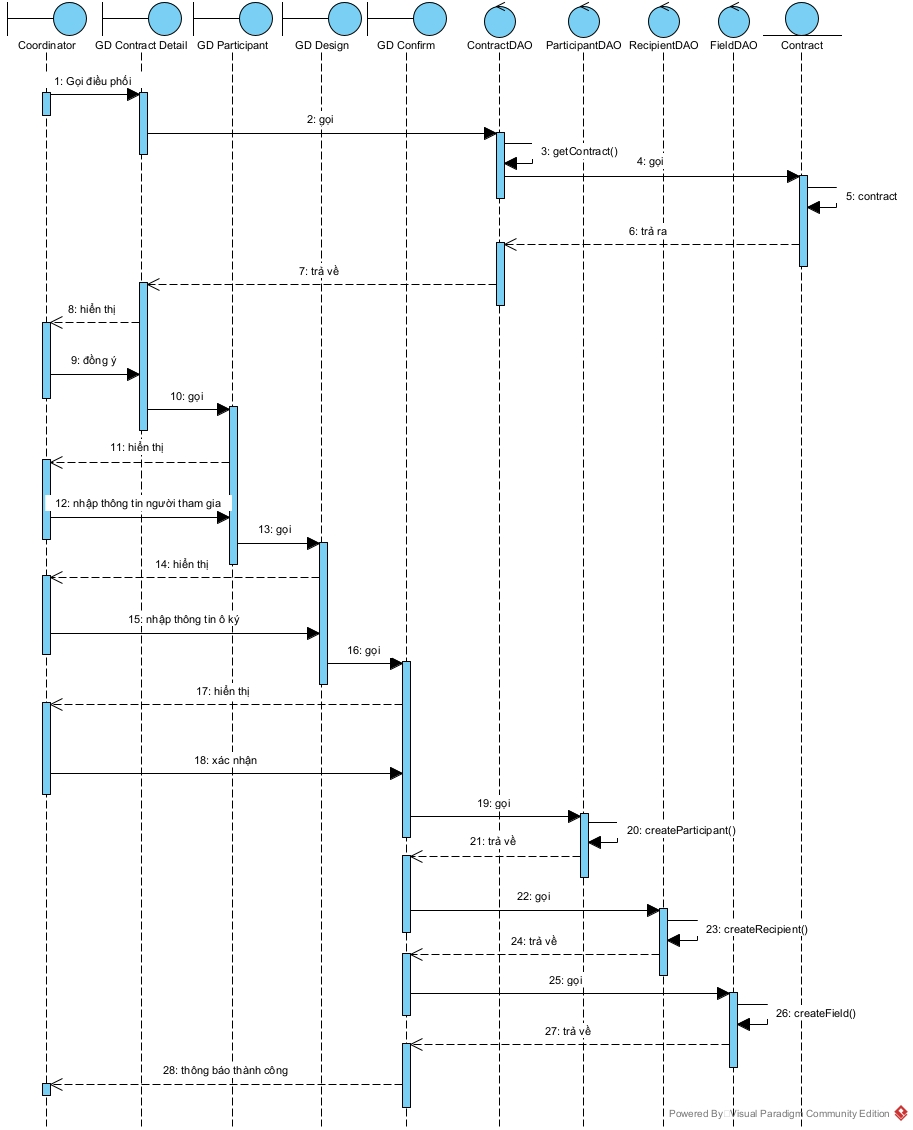 Coordinator
GD Contract Detail
GD Participant
GD Design
GD Confirm
ContractDAO
ParticipantDAO
RecipientDAO
FieldDAO
Contract
1: Gọi điều phối
2: gọi
3: getContract()
4: gọi
5: contract
6: trả ra
7: trả về
8: hiển thị
9: đồng ý
10: gọi
11: hiển thị
12: nhập thông tin người tham gia
13: gọi
14: hiển thị
15: nhập thông tin ô ký
16: gọi
17: hiển thị
18: xác nhận
19: gọi
20: createParticipant()
21: trả về
22: gọi
23: createRecipient()
24: trả về
25: gọi
26: createField()
27: trả về
28: thông báo thành công
Powered By Visual Paradigm Community Edition